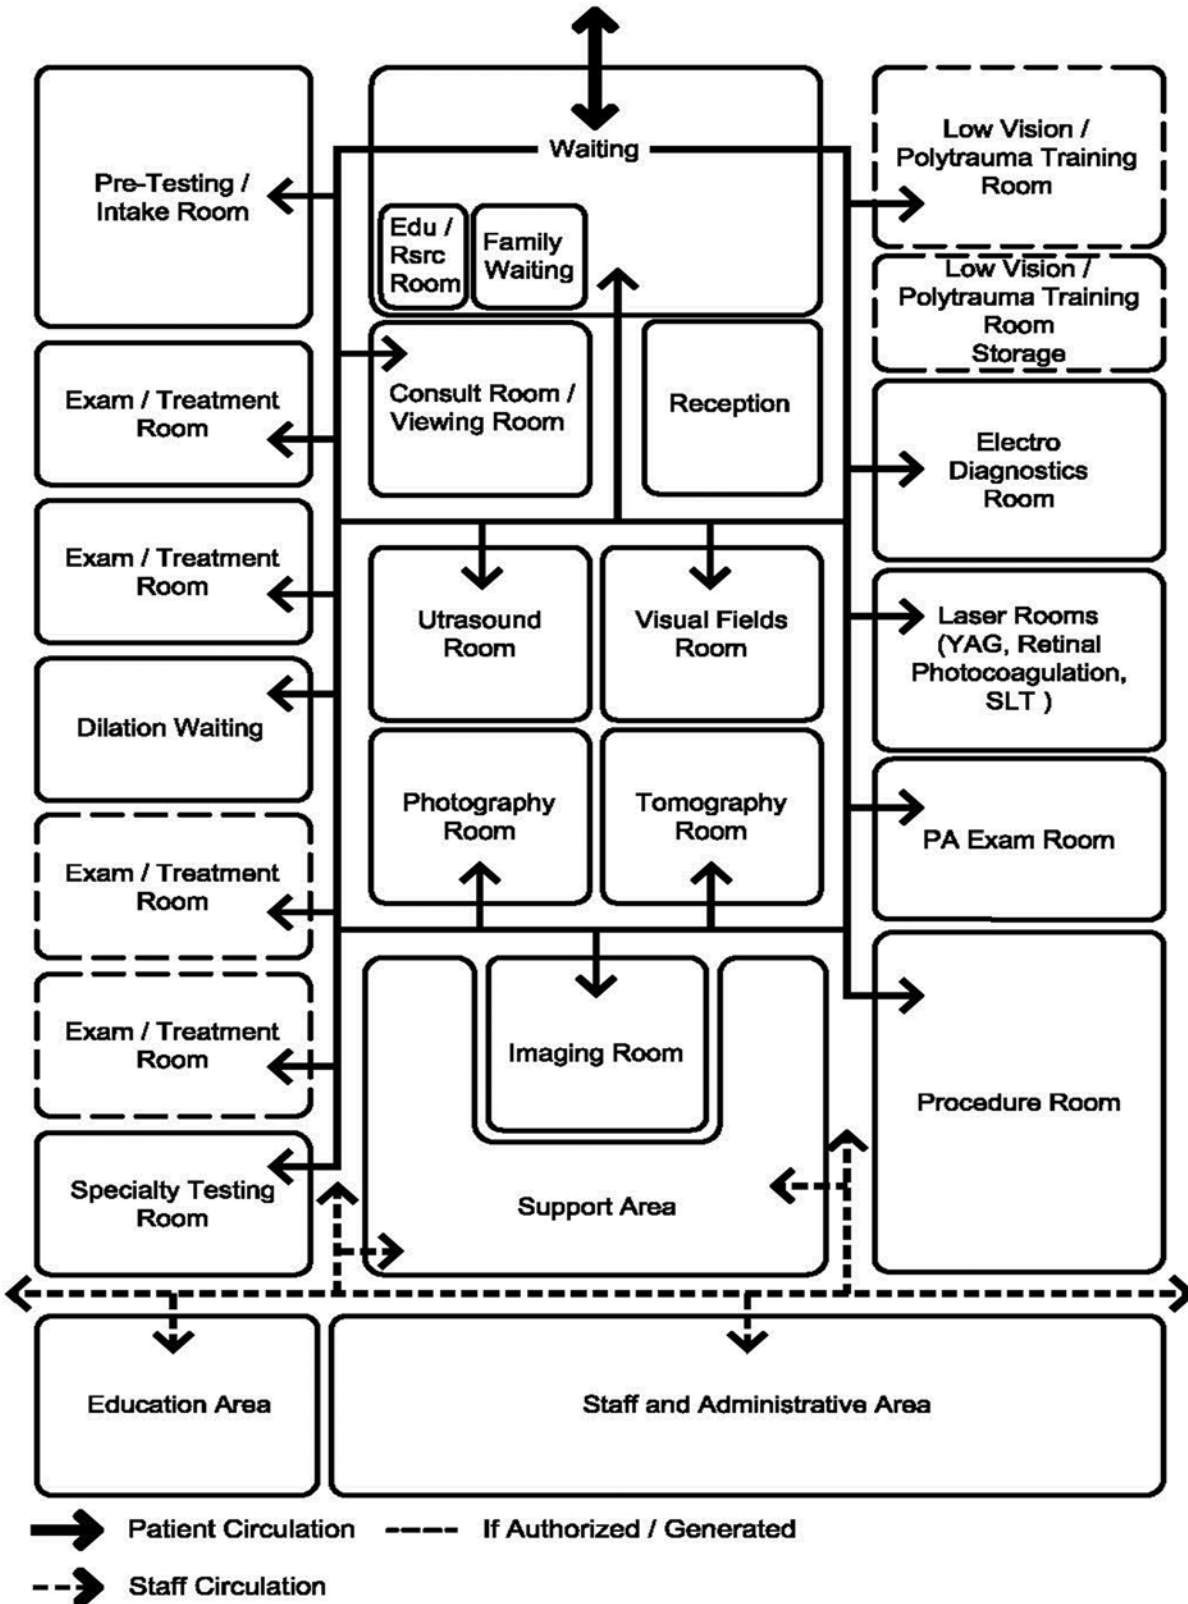 Waiting
Pre-Testing /
Intake Room
Low Vision /
Polytrauma Training
Room
Edu /
Rsrc
Room
Family
Waiting
Low Vision /
Polytrauma Training
Room
Storage
Exam / Treatment
Room
Consult Room /
Viewing Room
Reception
Electro
Diagnostics
Room
Exam / Treatment
Room
Utrasound
Room
Visual Fields
Room
Laser Rooms
(YAG, Retinal
Photocoagulation,
SLT )
Dilation Waiting
Photography
Room
Tomography
Room
PA Exam Room
Exam / Treatment
Room
Exam / Treatment
Room
Imaging Room
Procedure Room
Specialty Testing
Room
Support Area
Education Area
Staff and Administrative Area
Patient Circulation
If Authorized / Generated
Staff Circulation